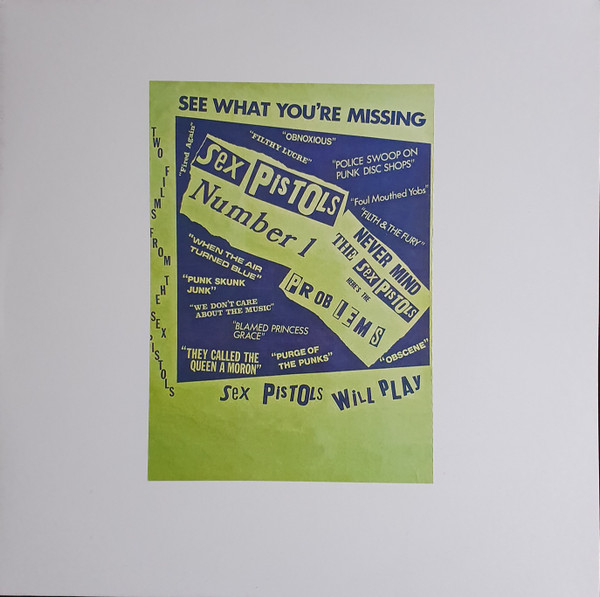 SEE WHAT YOU'RE MISSING
TWO FILMS FROM THE SEX PISTOLS
"Fired Again"
"FILTHY LUCRE"
"OBNOXIOUS"
"POLICE SWOOP ON
PUNK DISC SHOPS"
"Foul Mouthed Yobs"
"FILTH & THE FURY"
Sex PISTOLS
Number 1
NEVER MIND
THE Sex PISTOLS
HERE'S THE
PROBLEMS
"WHEN THE AIR
TURNED BLUE"
"PUNK SKUNK
JUNK"
"WE DON'T CARE
ABOUT THE MUSIC"
"BLAMED PRINCESS
GRACE"
"THEY CALLED THE
QUEEN A MORON"
"PURGE OF
THE PUNKS"
"OBSCENE"
Sex PISTOLS WiLL PLAY